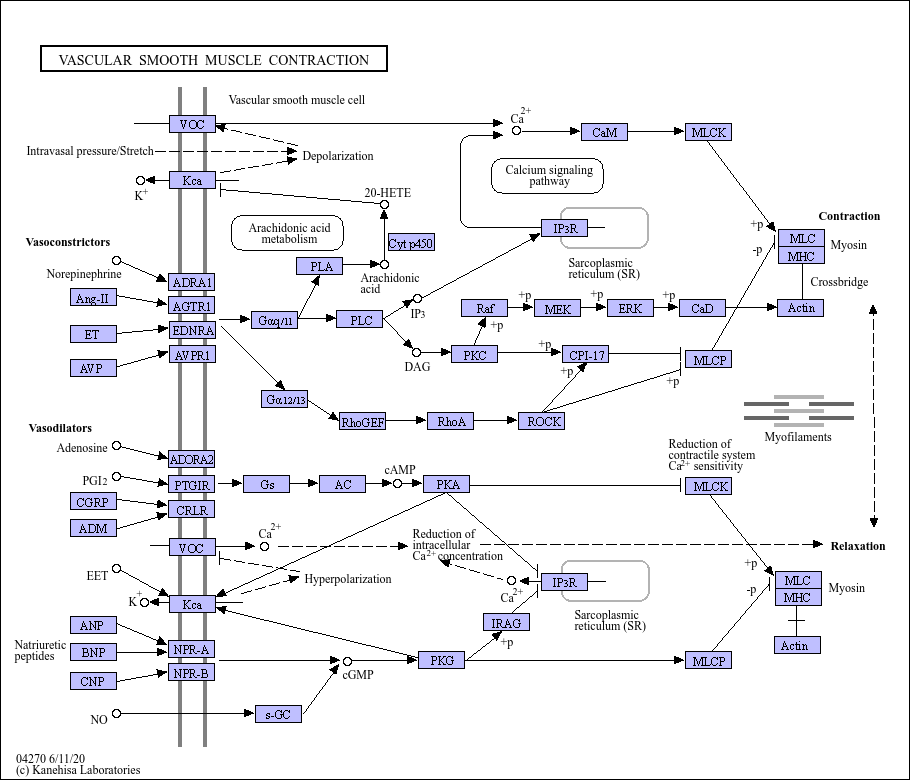 VASCULAR SMOOTH MUSCLE CONTRACTION
Vascular smooth muscle cell
VOC
Ca2+
CaM
MLCK
Intravasal pressure/Stretch
Depolarization
Calcium signaling
pathway
Kca
K+
20-HETE
Arachidonic acid
metabolism
Cyt p450
IP3R
+p
Contraction
MLC
Myosin
-p
MHC
Vasoconstrictors
Norepinephrine
PLA
Arachidonic
acid
Sarcoplasmic
reticulum (SR)
Crossbridge
ADRA1
Ang-II
AGTR1
IP3
Raf
+p
MEK
+p
ERK
+p
CaD
Actin
ET
EDNRA
Gαq/11
PLC
+p
AVP
AVPR1
DAG
PKC
+p
CPI-17
MLCP
+p
+p
Gα12/13
RhoGEF
RhoA
ROCK
Myofilaments
Vasodilators
Adenosine
ADORA2
Reduction of
contractile system
Ca2+ sensitivity
PGI2
PTGIR
Gs
AC
cAMP
PKA
MLCK
CGRP
CRLR
ADM
VOC
Ca2+
Reduction of
intracellular
Ca2+ concentration
Relaxation
EET
Hyperpolarization
+p
K+
Kca
Ca2+
IP3R
-p
MLC
MHC
Myosin
Sarcoplasmic
reticulum (SR)
ANP
IRAG
+p
Natriuretic
peptides
BNP
NPR-A
Actin
CNP
NPR-B
cGMP
PKG
MLCP
NO
s-GC
04270 6/11/20
(c) Kanehisa Laboratories